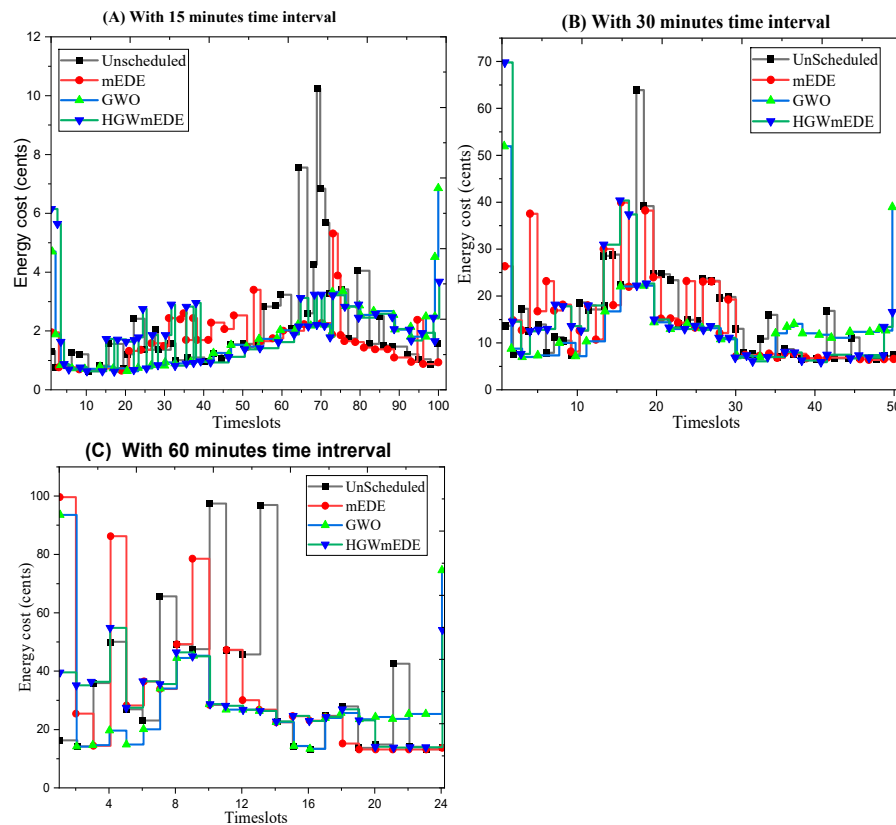 (A) With 15 minutes time interval
12
10
8
6
4
2
0
Energy cost (cents)
Unscheduled
mEDE
GWO
HGWmEDE
10 20 30 40 50 60 70 80 90 100
Timeslots
(B) With 30 minutes time interval
70
60
50
40
30
20
10
0
Energy cost (cents)
UnScheduled
mEDE
GWO
HGWmEDE
10 20 30 40 50
Timeslots
(C) With 60 minutes time intrerval
100
80
60
40
20
0
Energy cost (cents)
UnScheduled
mEDE
GWO
HGWmEDE
4 8 12 16 20 24
Timeslots